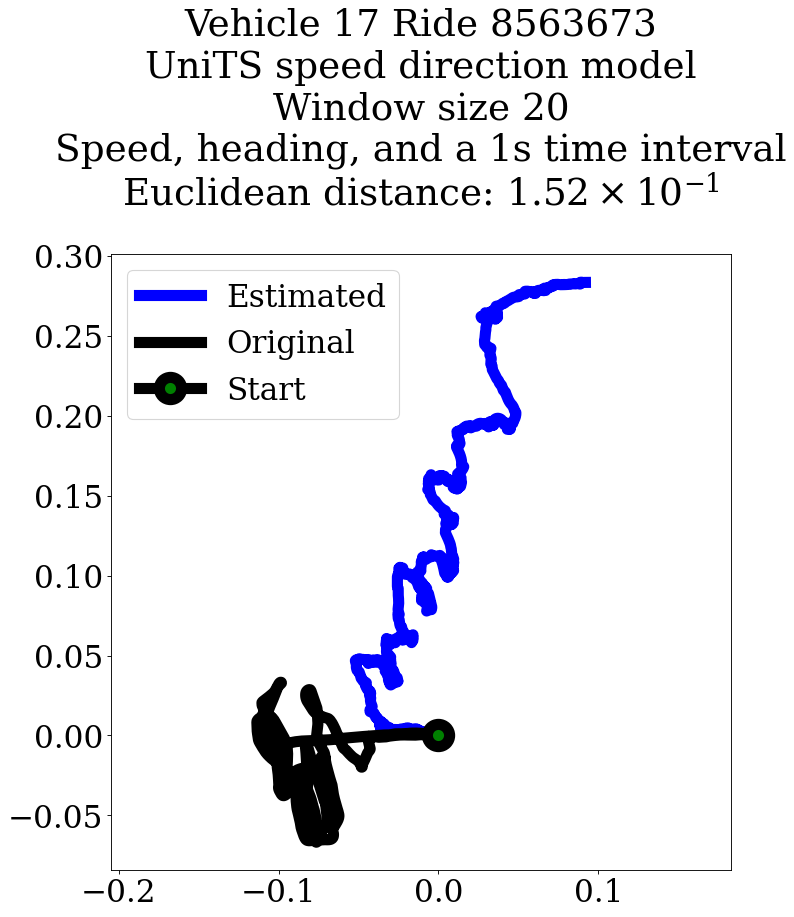 Vehicle 17 Ride 8563673
UniTS speed direction model
Window size 20
Speed, heading, and a 1s time interval
Euclidean distance: 1.52 × 10⁻¹
0.30
Estimated
0.25
Original
Start
0.20
0.15
0.10
0.05
0.00
−0.05
−0.2
−0.1
0.0
0.1